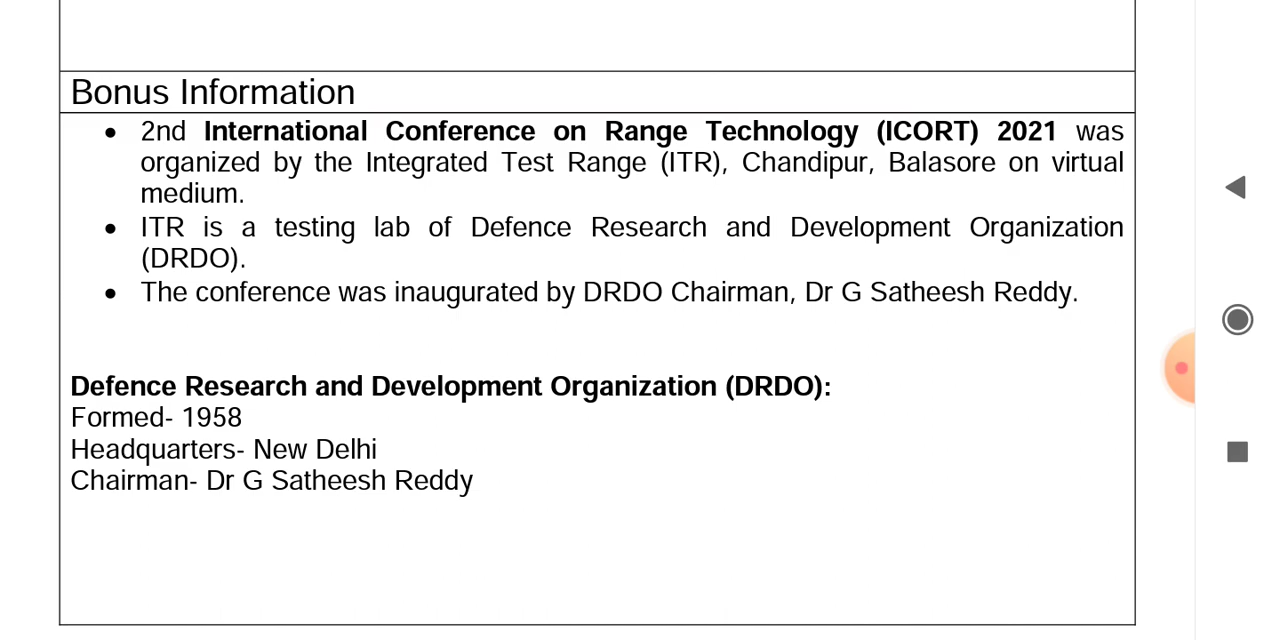 Bonus Information
• 2nd International Conference on Range Technology (ICORT) 2021 was
organized by the Integrated Test Range (ITR), Chandipur, Balasore on virtual
medium.
• ITR is a testing lab of Defence Research and Development Organization
(DRDO).
• The conference was inaugurated by DRDO Chairman, Dr G Satheesh Reddy.
Defence Research and Development Organization (DRDO):
Formed- 1958
Headquarters- New Delhi
Chairman- Dr G Satheesh Reddy